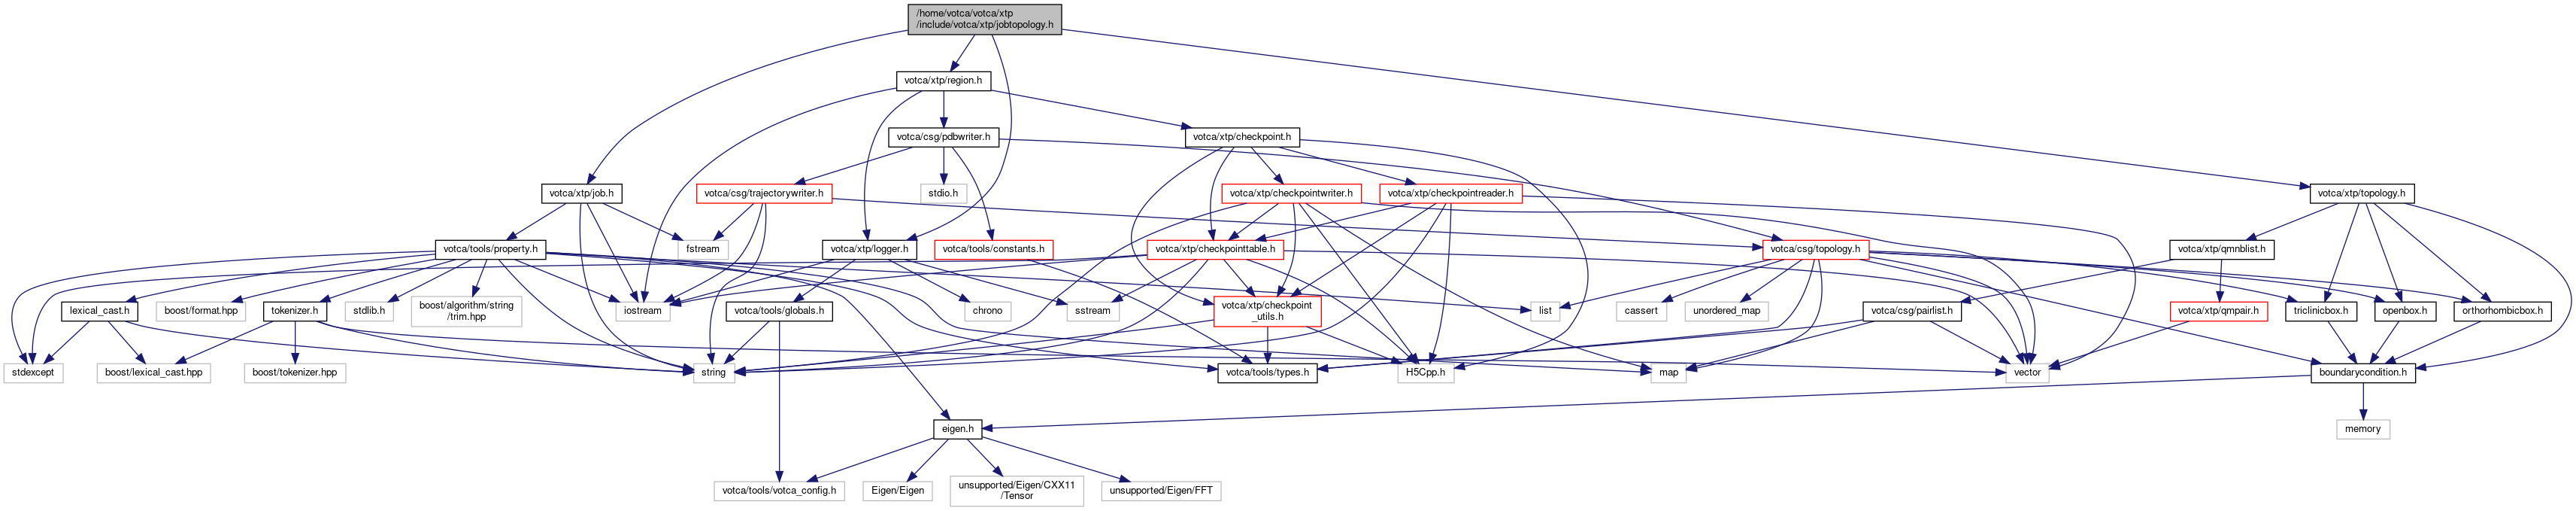 /home/votca/votca/xtp
/include/votca/xtp/jobtopology.h
votca/xtp/region.h
votca/csg/pdbwriter.h
votca/xtp/checkpoint.h
votca/xtp/job.h
votca/csg/trajectorywriter.h
stdio.h
votca/xtp/checkpointwriter.h
votca/xtp/checkpointreader.h
votca/xtp/topology.h
votca/tools/property.h
fstream
votca/xtp/logger.h
votca/tools/constants.h
votca/xtp/checkpointtable.h
votca/csg/topology.h
votca/xtp/qmnblist.h
lexical_cast.h
boost/format.hpp
tokenizer.h
stdlib.h
boost/algorithm/string
/trim.hpp
iostream
votca/tools/globals.h
chrono
sstream
votca/xtp/checkpoint
_utils.h
list
cassert
unordered_map
votca/csg/pairlist.h
votca/xtp/qmpair.h
triclinicbox.h
openbox.h
orthorhombicbox.h
stdexcept
boost/lexical_cast.hpp
boost/tokenizer.hpp
string
votca/tools/types.h
H5Cpp.h
map
vector
boundarycondition.h
eigen.h
memory
votca/tools/votca_config.h
Eigen/Eigen
unsupported/Eigen/CXX11
/Tensor
unsupported/Eigen/FFT